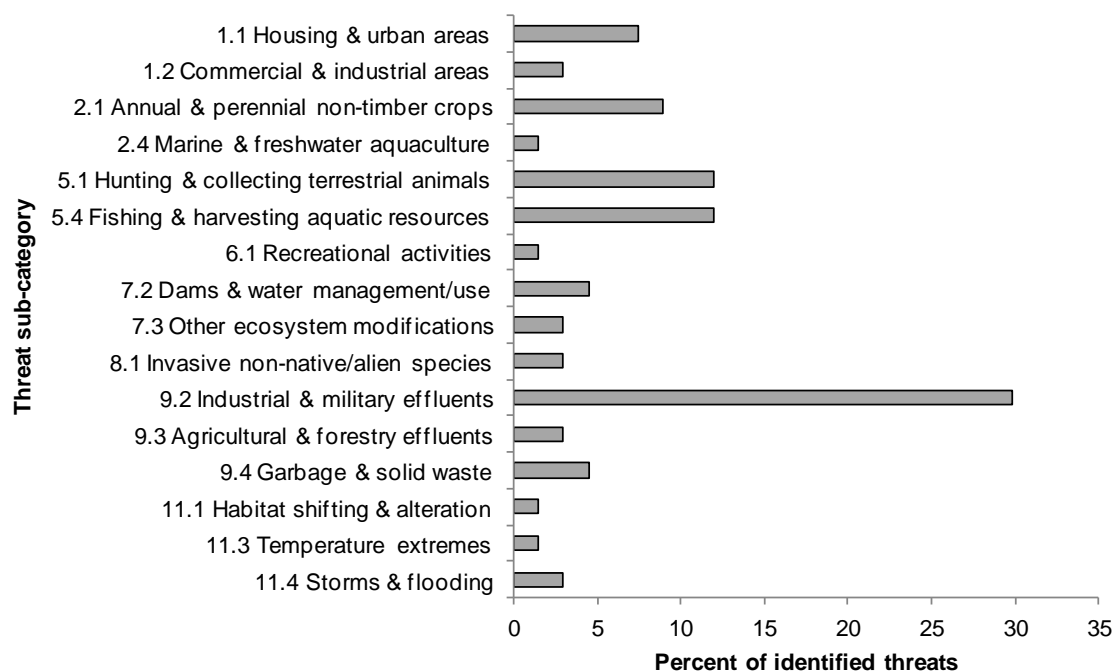 Threat sub-category
1.1 Housing & urban areas
1.2 Commercial & industrial areas
2.1 Annual & perennial non-timber crops
2.4 Marine & freshwater aquaculture
5.1 Hunting & collecting terrestrial animals
5.4 Fishing & harvesting aquatic resources
6.1 Recreational activities
7.2 Dams & water management/use
7.3 Other ecosystem modifications
8.1 Invasive non-native/alien species
9.2 Industrial & military effluents
9.3 Agricultural & forestry effluents
9.4 Garbage & solid waste
11.1 Habitat shifting & alteration
11.3 Temperature extremes
11.4 Storms & flooding
0 5 10 15 20 25 30 35
Percent of identified threats